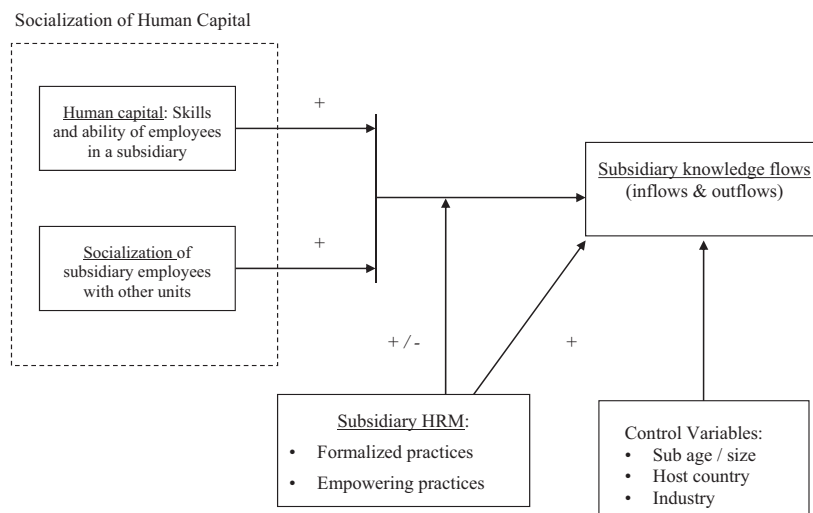 Socialization of Human Capital
Human capital: Skills
and ability of employees
in a subsidiary
+
Socialization of
subsidiary employees
with other units
+
Subsidiary knowledge flows
(inflows & outflows)
+ / -
+
Subsidiary HRM:
• Formalized practices
• Empowering practices
Control Variables:
• Sub age / size
• Host country
• Industry